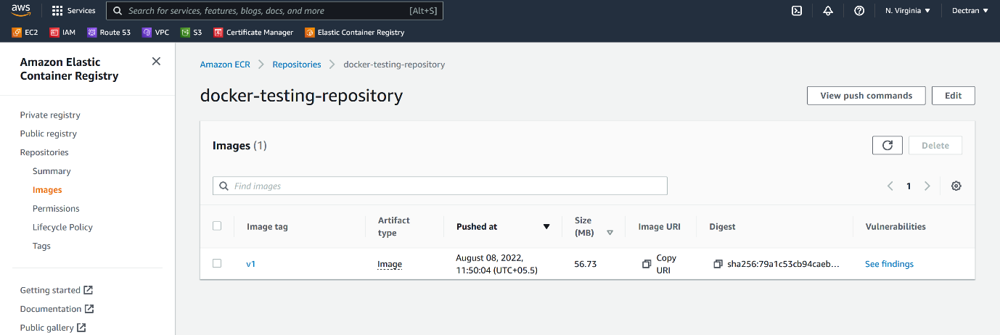 aws Services Search for services, features, blogs, docs, and more [Alt+S] N. Virginia ▼ Dectran ▼
EC2 IAM Route 53 VPC S3 Certificate Manager Elastic Container Registry
Amazon Elastic
Container Registry
Private registry
Public registry
Repositories
Summary
Images
Permissions
Lifecycle Policy
Tags
Getting started
Documentation
Public gallery
Amazon ECR > Repositories > docker-testing-repository
docker-testing-repository
View push commands Edit
Images (1)
Delete
Find images
1
Image tag
Artifact
type
Pushed at ▼
Size
(MB)
Image URI
Digest
Vulnerabilities
v1
Image
August 08, 2022,
11:50:04 (UTC+05.5)
56.73
Copy
URI
sha256:79a1c53cb94caeb...
See findings